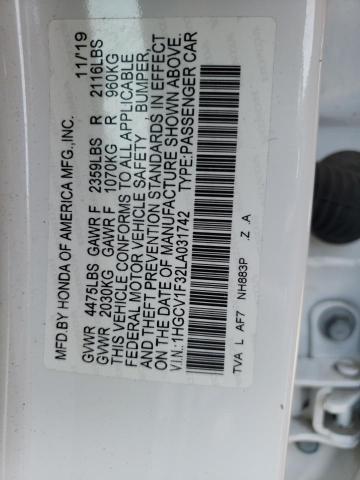 MFD.BY HONDA OF AMERICA MFG.,INC. 11/19
GVWR 4475LBS GAWR F 2359LBS R 2116LBS
GVWR 2030KG GAWR F 1070KG R 960KG
THIS VEHICLE CONFORMS TO ALL APPLICABLE
FEDERAL MOTOR VEHICLE SAFETY , BUMPER,
AND THEFT PREVENTION STANDARDS IN EFFECT
ON THE DATE OF MANUFACTURE SHOWN ABOVE.
V.I.N.:1HGCV1F32LA031742 TYPE:PASSENGER CAR
TVA L AF7 NH883P .Z .A